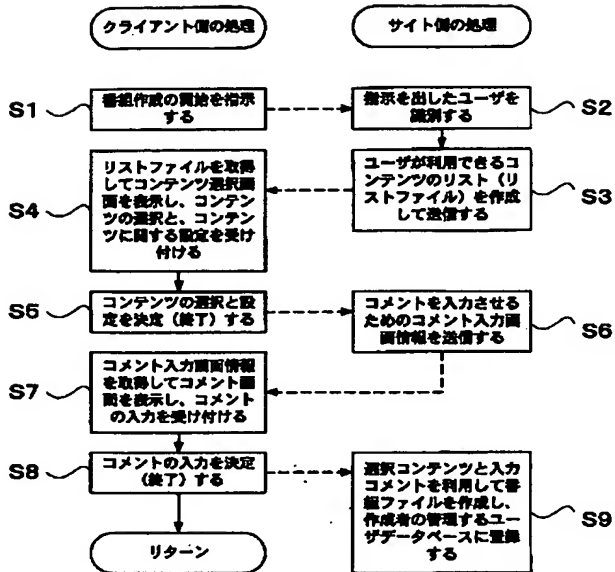 クライアント側の処理
サイト側の処理
S1
番組作成の開始を指示
する
指示を出したユーザを
識別する
S2
リストファイルを取得
してコンテンツ選択画
面を表示し、コンテン
ツの選択と、コンテン
ツに関する設定を受け
付ける
S4
ユーザが利用できるコ
ンテンツのリスト(リ
ストファイル)を作成
して送信する
S3
S5
コンテンツの選択と設
定を決定(終了)する
コメントを入力させる
ためのコメント入力画
面情報を送信する
S6
S7
コメント入力画面情報
を取得してコメント画
面を表示し、コメント
の入力を受け付ける
S8
コメントの入力を決定
(終了)する
選択コンテンツと入力
コメントを利用して番
組ファイルを作成し、
作成者の管理するユー
ザデータベースに登録
する
S9
リターン